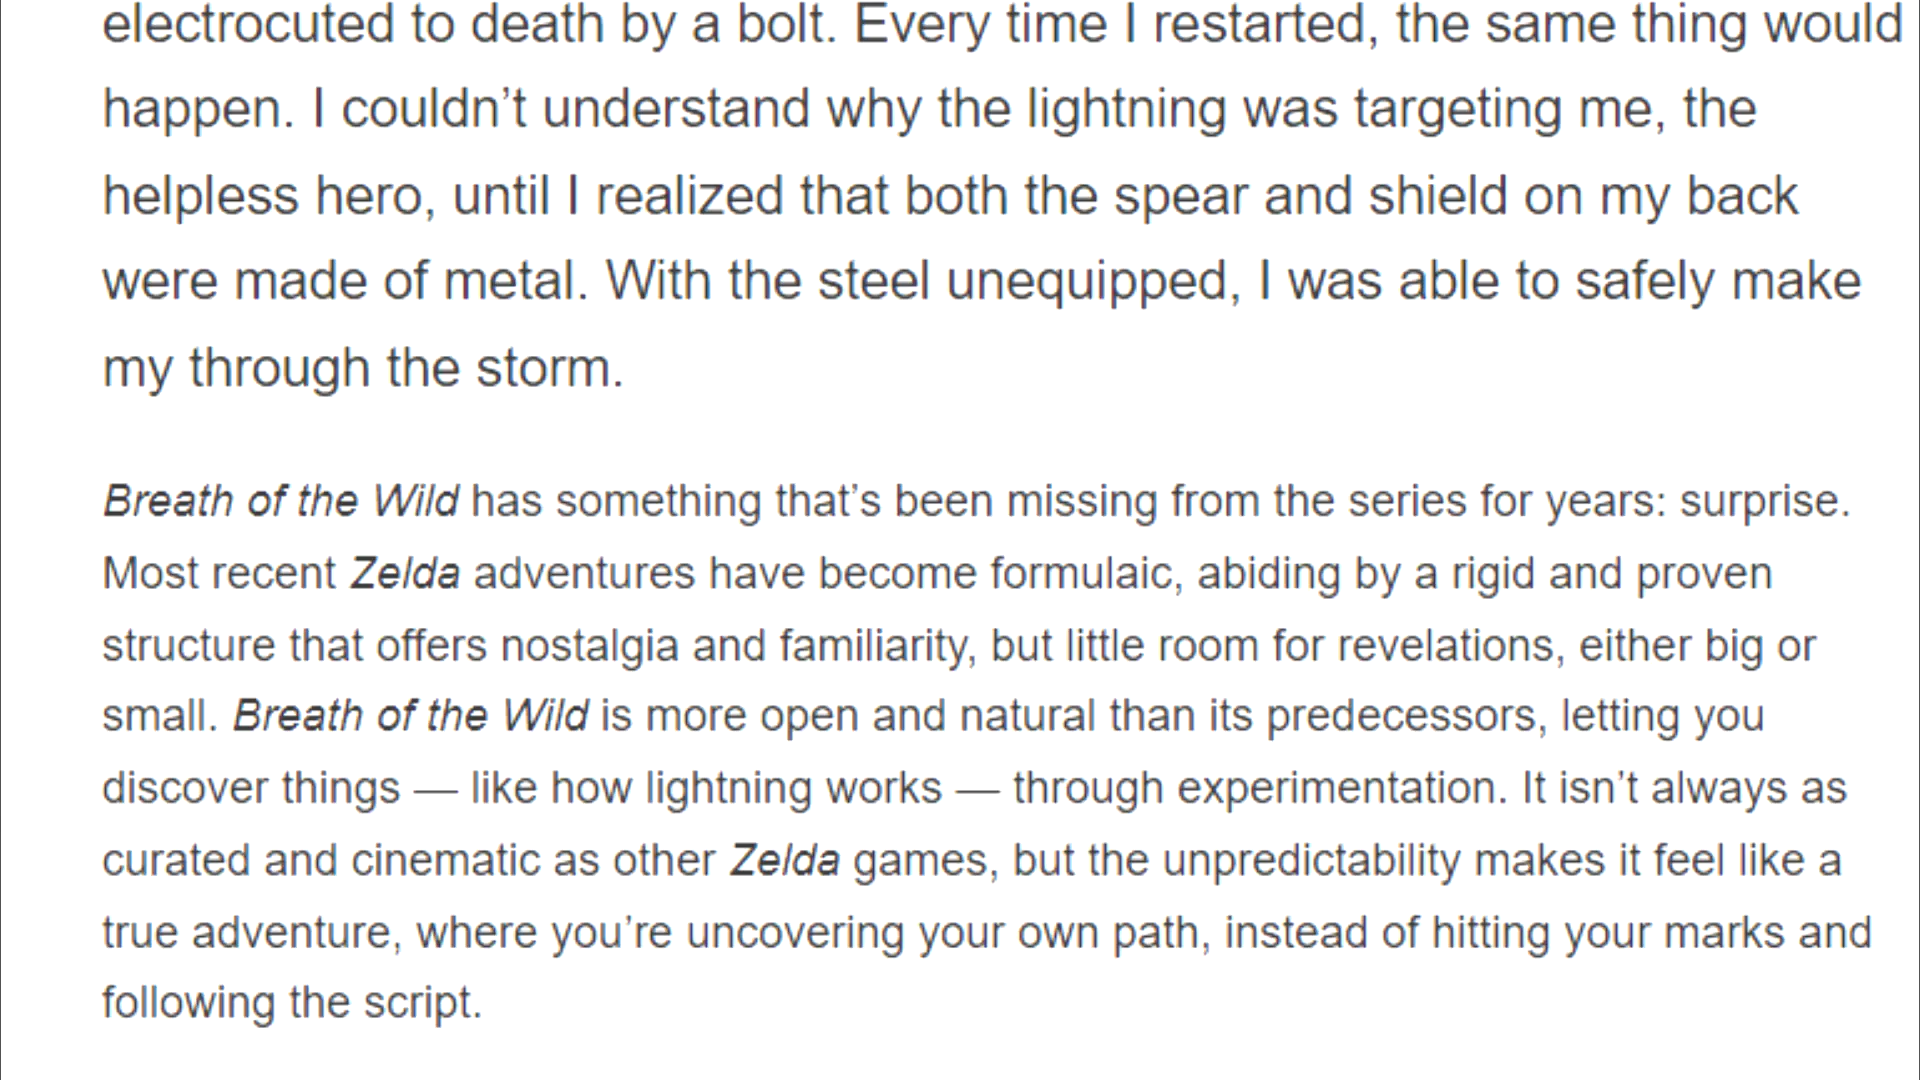 electrocuted to death by a bolt. Every time I restarted, the same thing would
happen. I couldn’t understand why the lightning was targeting me, the
helpless hero, until I realized that both the spear and shield on my back
were made of metal. With the steel unequipped, I was able to safely make
my through the storm.
Breath of the Wild has something that’s been missing from the series for years: surprise.
Most recent Zelda adventures have become formulaic, abiding by a rigid and proven
structure that offers nostalgia and familiarity, but little room for revelations, either big or
small. Breath of the Wild is more open and natural than its predecessors, letting you
discover things — like how lightning works — through experimentation. It isn’t always as
curated and cinematic as other Zelda games, but the unpredictability makes it feel like a
true adventure, where you’re uncovering your own path, instead of hitting your marks and
following the script.